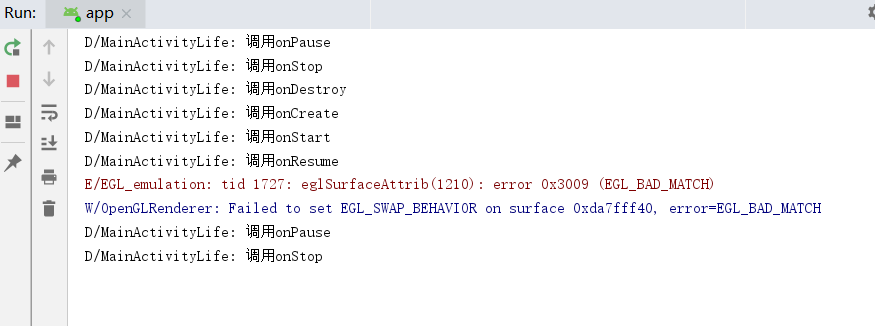 Run: app
D/MainActivityLife: 调用onPause
D/MainActivityLife: 调用onStop
D/MainActivityLife: 调用onDestroy
D/MainActivityLife: 调用onCreate
D/MainActivityLife: 调用onStart
D/MainActivityLife: 调用onResume
E/EGL_emulation: tid 1727: eglSurfaceAttrib(1210): error 0x3009 (EGL_BAD_MATCH)
W/OpenGLRenderer: Failed to set EGL_SWAP_BEHAVIOR on surface 0xda7fff40, error=EGL_BAD_MATCH
D/MainActivityLife: 调用onPause
D/MainActivityLife: 调用onStop